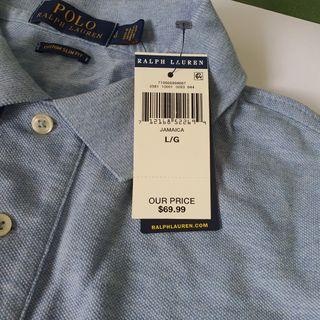 POLO
RALPH LAUREN
CUSTOM SLIM FIT
RALPH LAUREN
JAMAICA
L/G
OUR PRICE
$69.99
RALPHLAUREN.COM